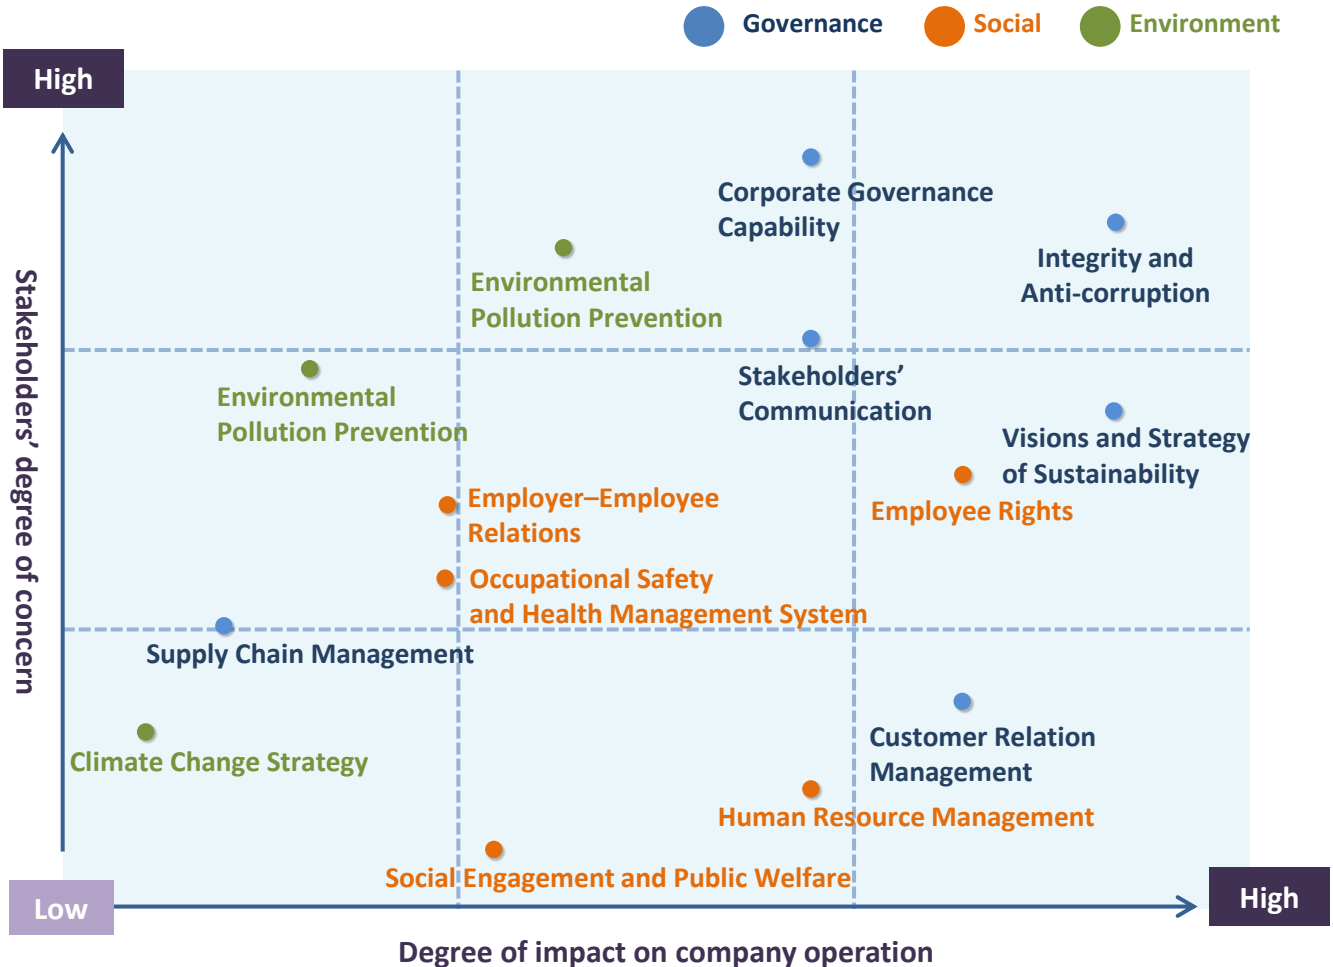 Governance
Social
Environment
High
Corporate Governance
Capability
Integrity and
Anti-corruption
Environmental
Pollution Prevention
Stakeholders’
Communication
Environmental
Pollution Prevention
Visions and Strategy
of Sustainability
Employer–Employee
Relations
Employee Rights
Occupational Safety
and Health Management System
Supply Chain Management
Customer Relation
Management
Climate Change Strategy
Human Resource Management
Social Engagement and Public Welfare
Stakeholders’ degree of concern
Low
High
Degree of impact on company operation